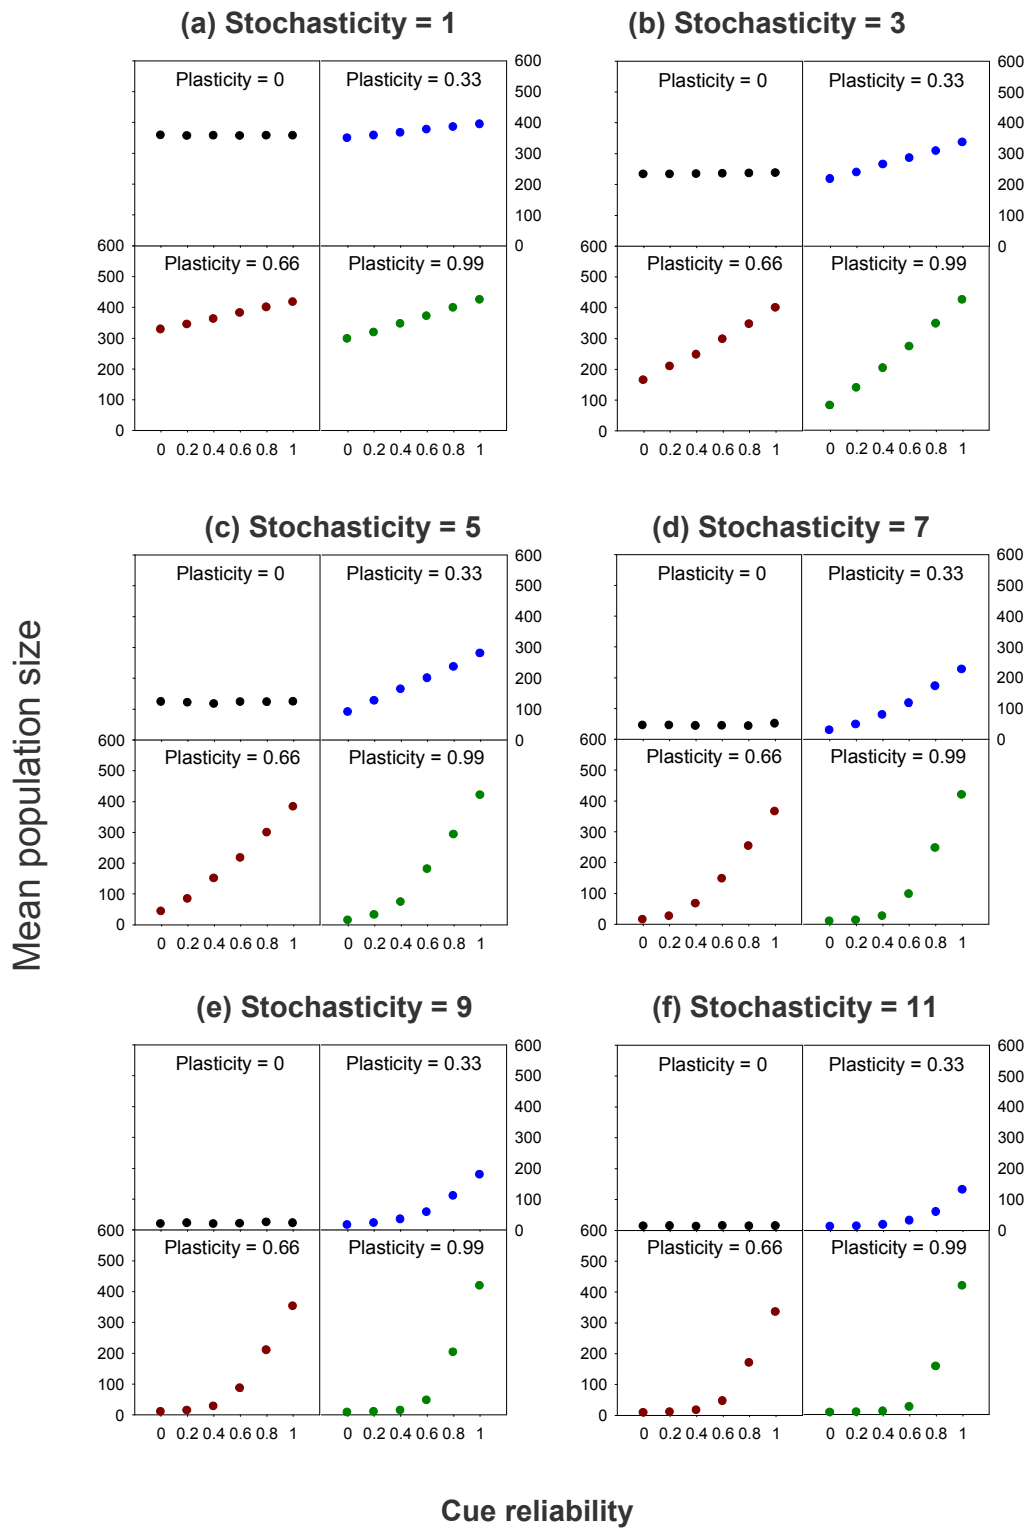 (a) Stochasticity = 1
(b) Stochasticity = 3
Plasticity = 0
Plasticity = 0.33
600
500
400
300
200
100
0
Plasticity = 0
Plasticity = 0.33
600
500
400
300
200
100
0
600
500
400
300
200
100
0
Plasticity = 0.66
Plasticity = 0.99
0 0.2 0.4 0.6 0.8 1
0 0.2 0.4 0.6 0.8 1
600
500
400
300
200
100
0
Plasticity = 0.66
Plasticity = 0.99
0 0.2 0.4 0.6 0.8 1
0 0.2 0.4 0.6 0.8 1
Mean population size
(c) Stochasticity = 5
(d) Stochasticity = 7
Plasticity = 0
Plasticity = 0.33
600
500
400
300
200
100
0
Plasticity = 0
Plasticity = 0.33
600
500
400
300
200
100
0
600
500
400
300
200
100
0
Plasticity = 0.66
Plasticity = 0.99
0 0.2 0.4 0.6 0.8 1
0 0.2 0.4 0.6 0.8 1
600
500
400
300
200
100
0
Plasticity = 0.66
Plasticity = 0.99
0 0.2 0.4 0.6 0.8 1
0 0.2 0.4 0.6 0.8 1
(e) Stochasticity = 9
(f) Stochasticity = 11
Plasticity = 0
Plasticity = 0.33
600
500
400
300
200
100
0
Plasticity = 0
Plasticity = 0.33
600
500
400
300
200
100
0
600
500
400
300
200
100
0
Plasticity = 0.66
Plasticity = 0.99
0 0.2 0.4 0.6 0.8 1
0 0.2 0.4 0.6 0.8 1
600
500
400
300
200
100
0
Plasticity = 0.66
Plasticity = 0.99
0 0.2 0.4 0.6 0.8 1
0 0.2 0.4 0.6 0.8 1
Cue reliability